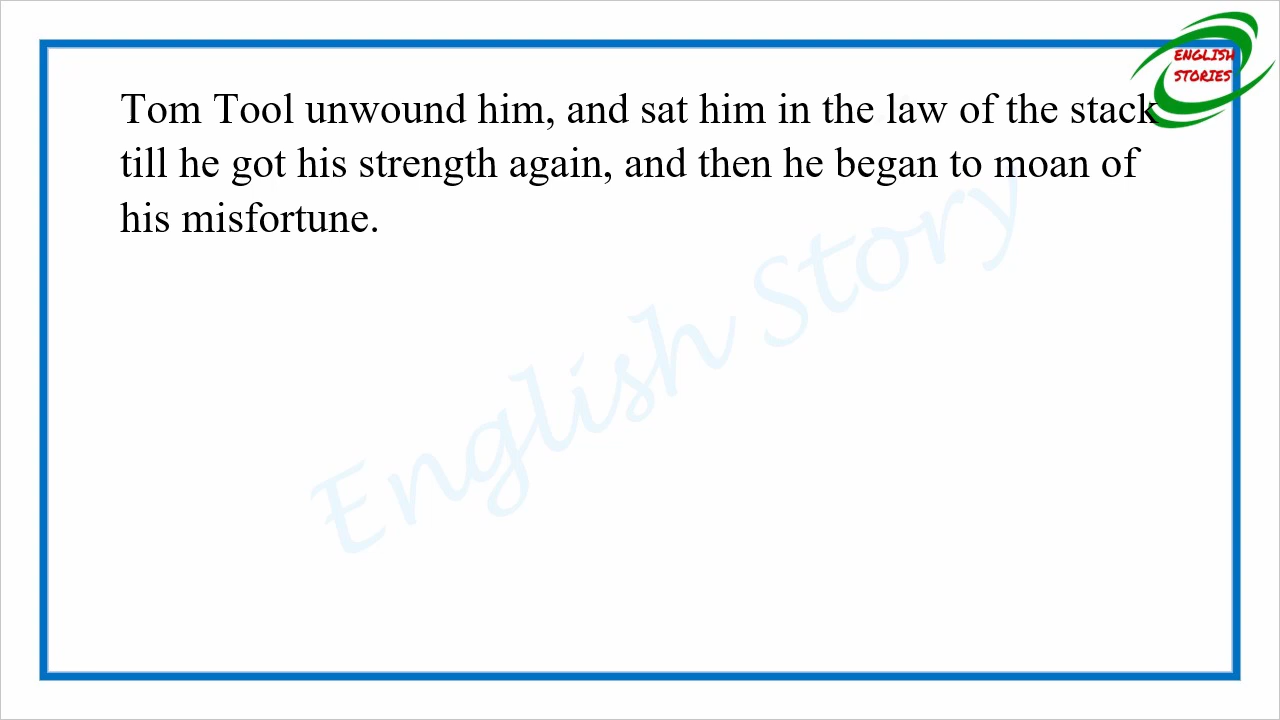 ENGLISH
STORIES
Tom Tool unwound him, and sat him in the law of the stack
till he got his strength again, and then he began to moan of
his misfortune.
English Story